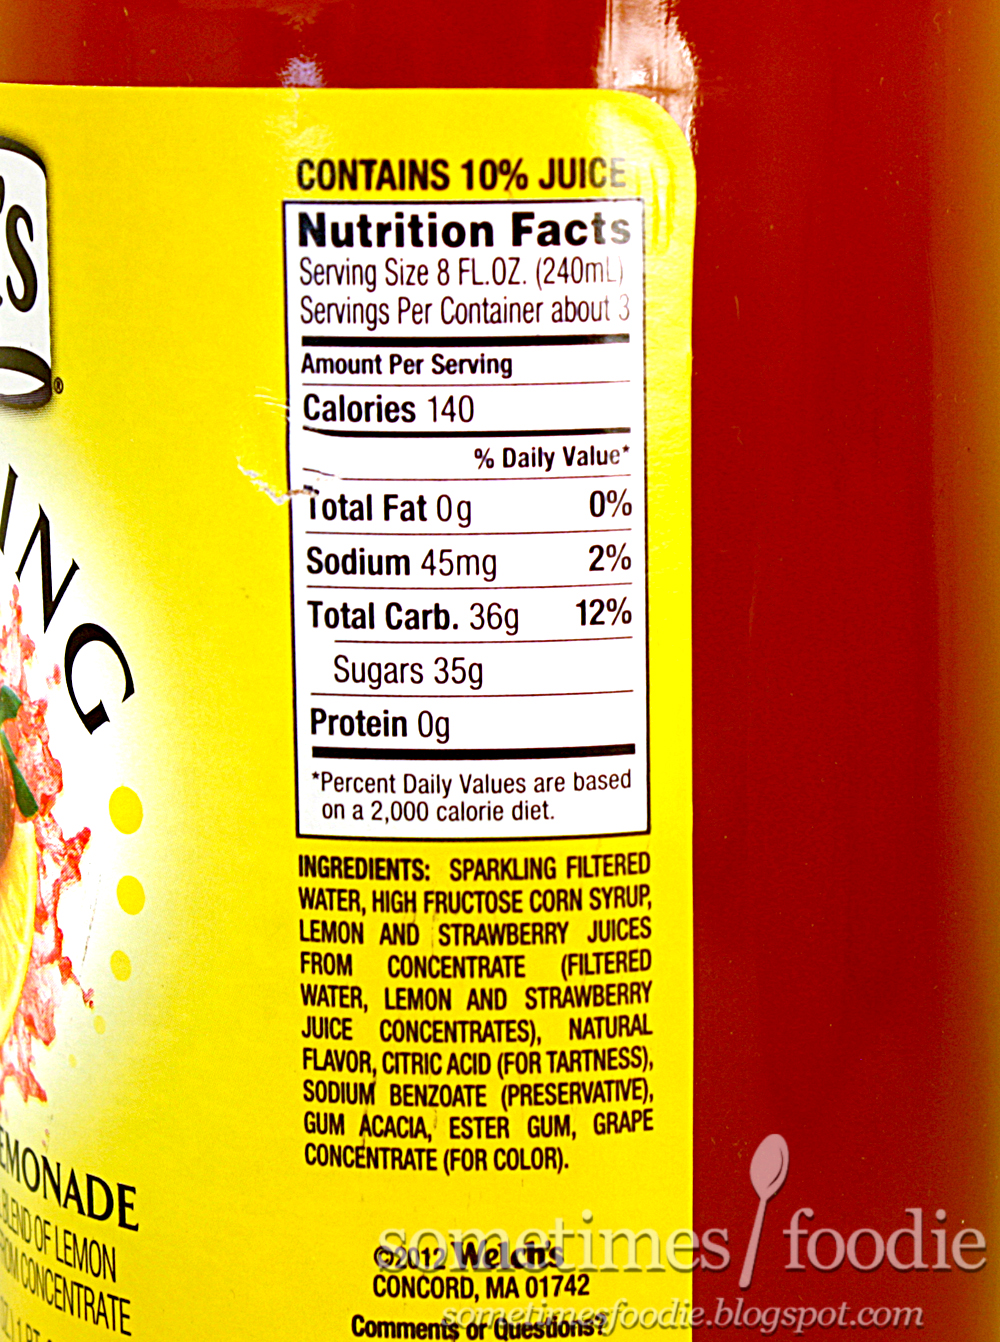 'S
®
ING
EMONADE
BLEND OF LEMON
OM CONCENTRATE
CONTAINS 10% JUICE
Nutrition Facts
Serving Size 8 FL.OZ. (240mL)
Servings Per Container about 3
Amount Per Serving
Calories 140
% Daily Value*
Total Fat 0g 0%
Sodium 45mg 2%
Total Carb. 36g 12%
Sugars 35g
Protein 0g
*Percent Daily Values are based
on a 2,000 calorie diet.
INGREDIENTS: SPARKLING FILTERED
WATER, HIGH FRUCTOSE CORN SYRUP,
LEMON AND STRAWBERRY JUICES
FROM CONCENTRATE (FILTERED
WATER, LEMON AND STRAWBERRY
JUICE CONCENTRATES), NATURAL
FLAVOR, CITRIC ACID (FOR TARTNESS),
SODIUM BENZOATE (PRESERVATIVE),
GUM ACACIA, ESTER GUM, GRAPE
CONCENTRATE (FOR COLOR).
©2012 Welch's
CONCORD, MA 01742
Comments or Questions?
sometimes foodie
sometimesfoodie.blogspot.com